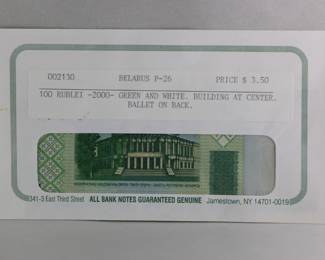 D02130 BELARUS P-26 PRICE $ 3.50
100 RUBLEI -2000- GREEN AND WHITE. BUILDING AT CENTER.
BALLET ON BACK.
341-3 East Third Street ALL BANK NOTES GUARANTEED GENUINE Jamestown, NY 14701-0019